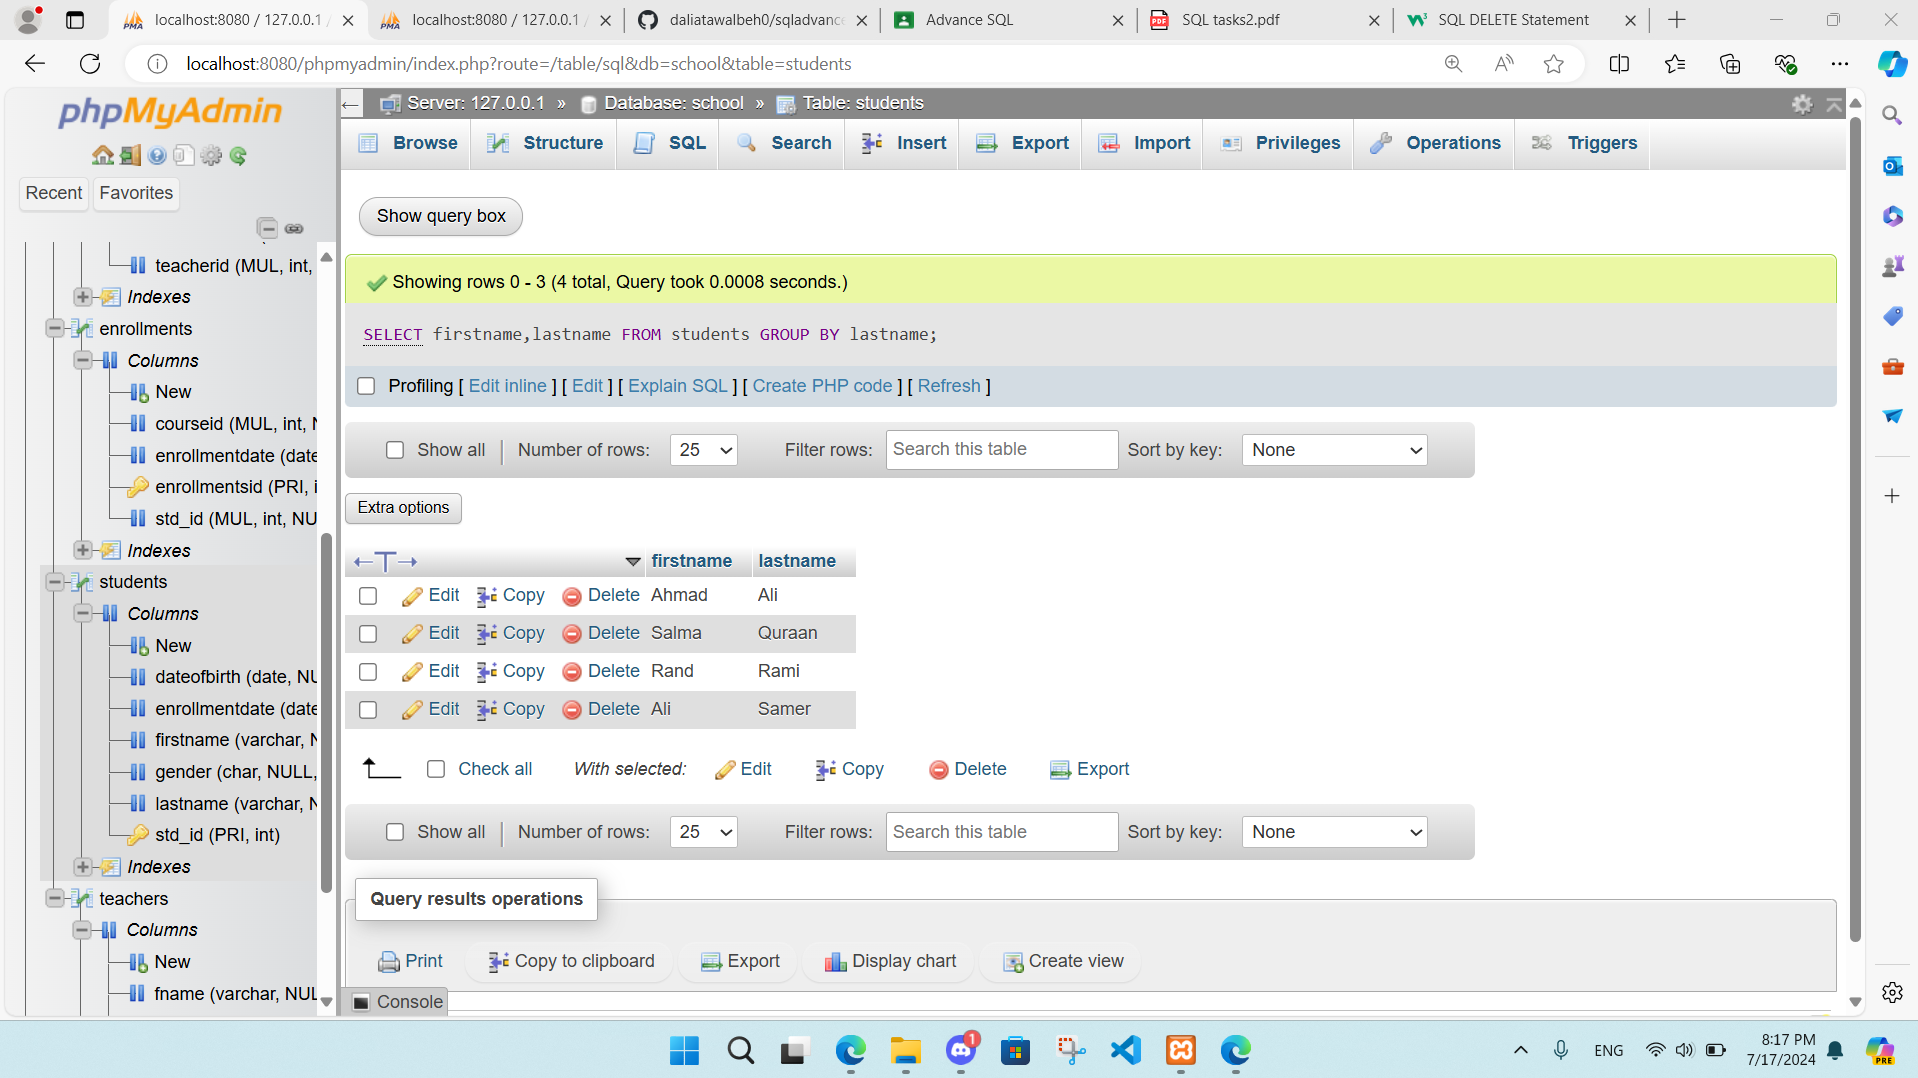 localhost:8080 / 127.0.0.1 /
localhost:8080 / 127.0.0.1 /
daliatawalbeh0/sqladvance
Advance SQL
SQL tasks2.pdf
SQL DELETE Statement
localhost:8080/phpmyadmin/index.php?route=/table/sql&db=school&table=students
phpMyAdmin
Recent
Favorites
teacherid (MUL, int,
Indexes
enrollments
Columns
New
courseid (MUL, int, N
enrollmentdate (date
enrollmentsid (PRI, i
std_id (MUL, int, NU
Indexes
students
Columns
New
dateofbirth (date, NU
enrollmentdate (date
firstname (varchar, N
gender (char, NULL,
lastname (varchar, N
std_id (PRI, int)
Indexes
teachers
Columns
New
fname (varchar, NUL
Server: 127.0.0.1 » Database: school » Table: students
Browse
Structure
SQL
Search
Insert
Export
Import
Privileges
Operations
Triggers
Show query box
Showing rows 0 - 3 (4 total, Query took 0.0008 seconds.)
SELECT firstname,lastname FROM students GROUP BY lastname;
Profiling [ Edit inline ] [ Edit ] [ Explain SQL ] [ Create PHP code ] [ Refresh ]
Show all | Number of rows: 25 Filter rows: Search this table Sort by key: None
Extra options
firstname lastname
Edit Copy Delete Ahmad Ali
Edit Copy Delete Salma Quraan
Edit Copy Delete Rand Rami
Edit Copy Delete Ali Samer
Check all With selected: Edit Copy Delete Export
Show all | Number of rows: 25 Filter rows: Search this table Sort by key: None
Query results operations
Print Copy to clipboard Export Display chart Create view
Console
1
ENG
8:17 PM
7/17/2024
PRE